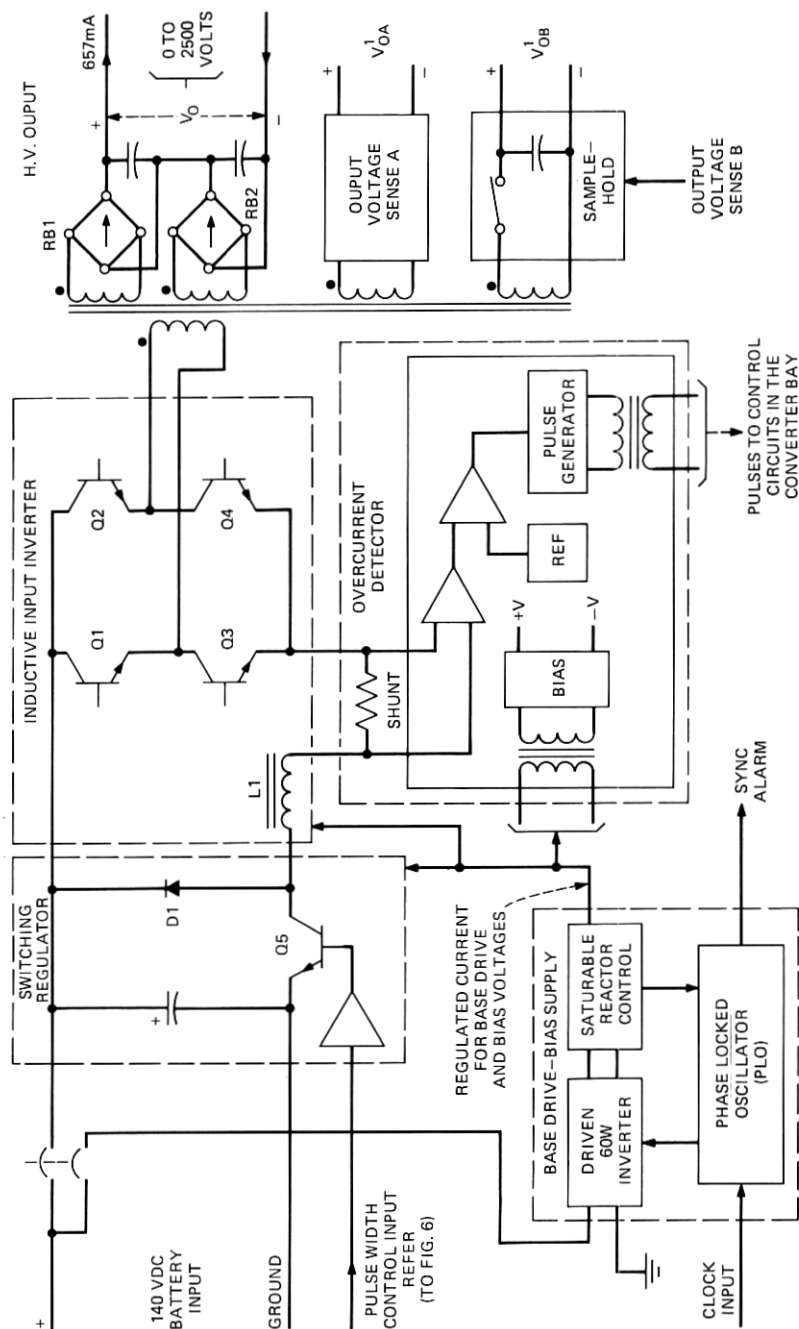 +
140 VDC
BATTERY
INPUT
GROUND
PULSE WIDTH
CONTROL INPUT
REFER
(TO FIG. 6)
CLOCK
INPUT
SWITCHING
REGULATOR
+
D1
Q5
INDUCTIVE INPUT INVERTER
Q1
Q2
Q3
Q4
L1
SHUNT
OVERCURRENT
DETECTOR
REF
PULSE
GENERATOR
BIAS
+V
−V
PULSES TO CONTROL
CIRCUITS IN THE
CONVERTER BAY
REGULATED CURRENT
FOR BASE DRIVE
AND BIAS VOLTAGES
BASE DRIVE–BIAS SUPPLY
DRIVEN
60W
INVERTER
SATURABLE
REACTOR
CONTROL
PHASE LOCKED
OSCILLATOR
(PLO)
SYNC
ALARM
H.V. OUPUT
RB1
RB2
657mA
+
VO
−
0 TO
2500
VOLTS
OUPUT
VOLTAGE
SENSE A
+
V1OA
−
SAMPLE–
HOLD
+
V1OB
−
OUTPUT
VOLTAGE
SENSE B